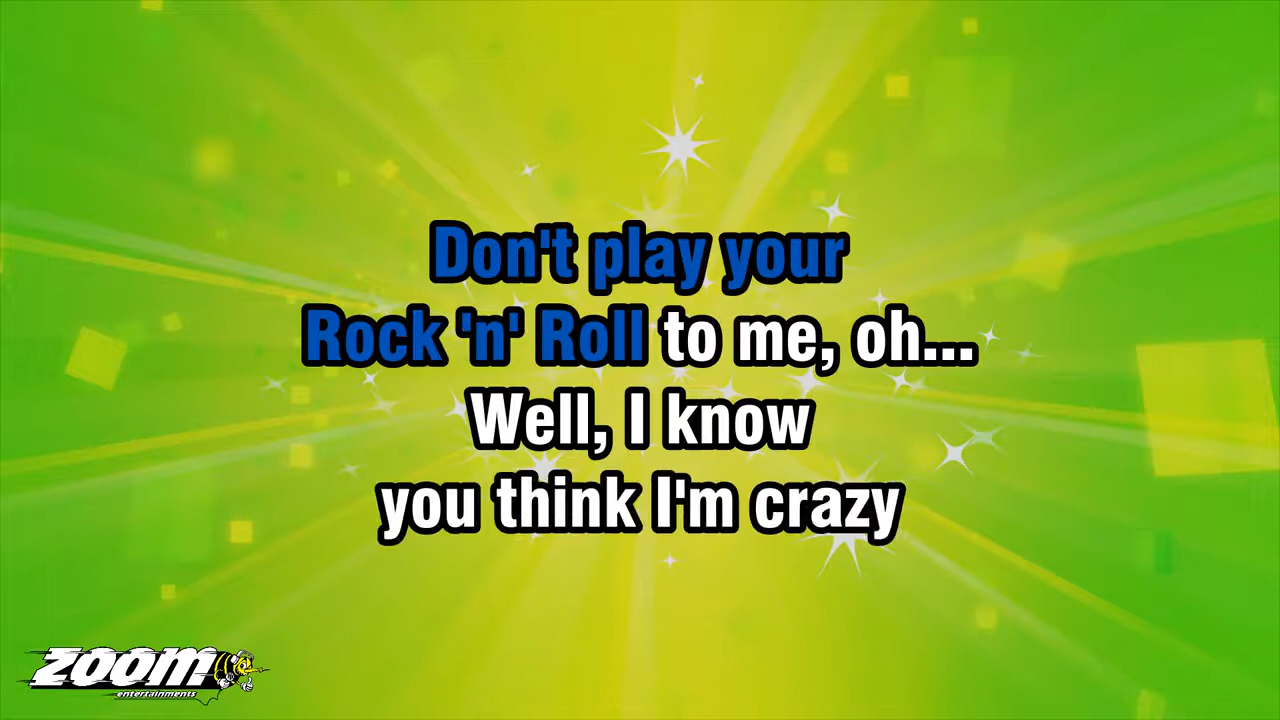 Don't play your
Rock 'n' Roll to me, oh...
Well, I know
you think I'm crazy
ZOOM
entertainments